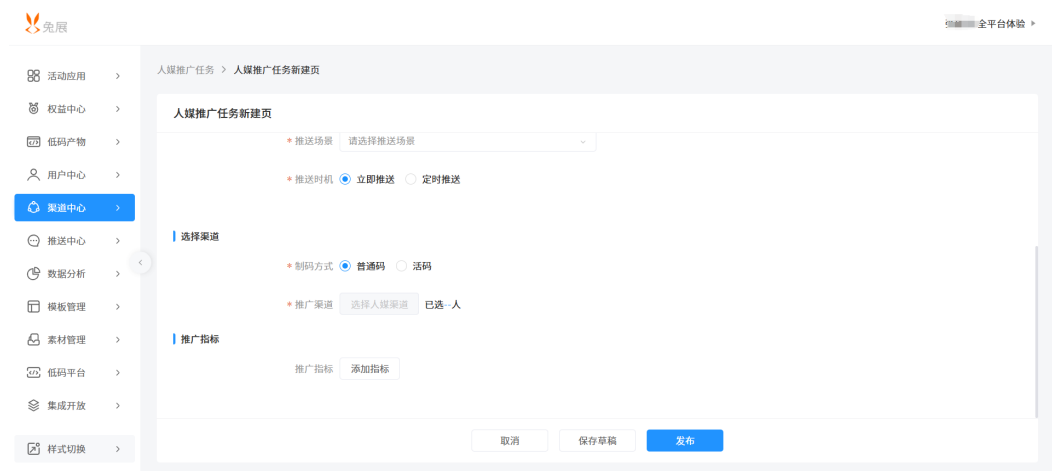 兔展
全平台体验
活动应用
权益中心
低码产物
用户中心
渠道中心
推送中心
数据分析
模板管理
素材管理
低码平台
集成开放
样式切换
人媒推广任务 > 人媒推广任务新建页
人媒推广任务新建页
* 推送场景 请选择推送场景
* 推送时机 立即推送 定时推送
选择渠道
* 制码方式 普通码 活码
* 推广渠道 选择人媒渠道 已选--人
推广指标
推广指标 添加指标
取消 保存草稿 发布